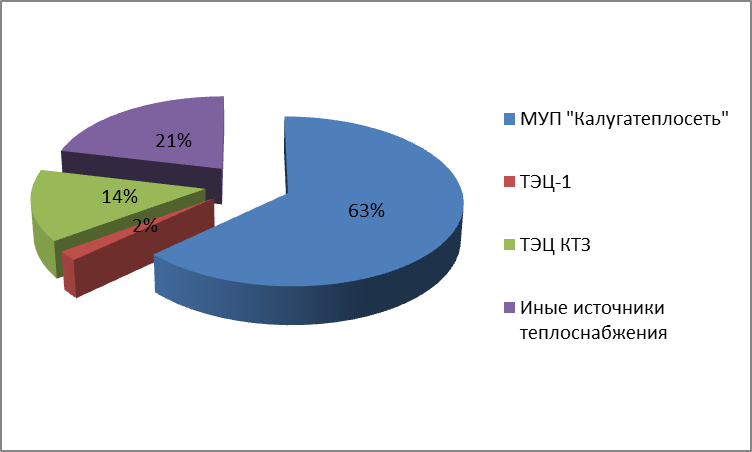 21%
14%
2%
63%
МУП "Калугатеплосеть"
ТЭЦ-1
ТЭЦ КТЗ
Иные источники
теплоснабжения